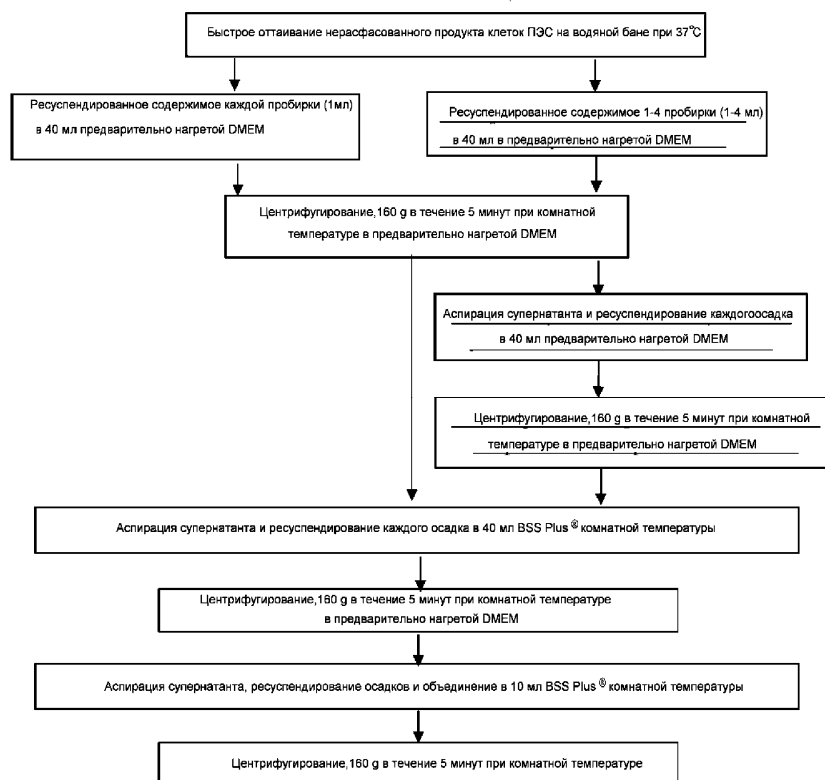 Быстрое оттаивание нерасфасованного продукта клеток ПЭС на водяной бане при 37°C
Ресуспендированное содержимое каждой пробирки (1мл)
в 40 мл предварительно нагретой DMEM
Ресуспендированное содержимое 1-4 пробирки (1-4 мл)
в 40 мл в предварительно нагретой DMEM
Центрифугирование,160 g в течение 5 минут при комнатной
температуре в предварительно нагретой DMEM
Аспирация супернатанта и ресуспендирование каждогоосадка
в 40 мл предварительно нагретой DMEM
Центрифугирование,160 g в течение 5 минут при комнатной
температуре в предварительно нагретой DMEM
Аспирация супернатанта и ресуспендирование каждого осадка в 40 мл BSS Plus ® комнатной температуры
Центрифугирование,160 g в течение 5 минут при комнатной температуре
в предварительно нагретой DMEM
Аспирация супернатанта, ресуспендирование осадков и объединение в 10 мл BSS Plus ® комнатной температуры
Центрифугирование,160 g в течение 5 минут при комнатной температуре